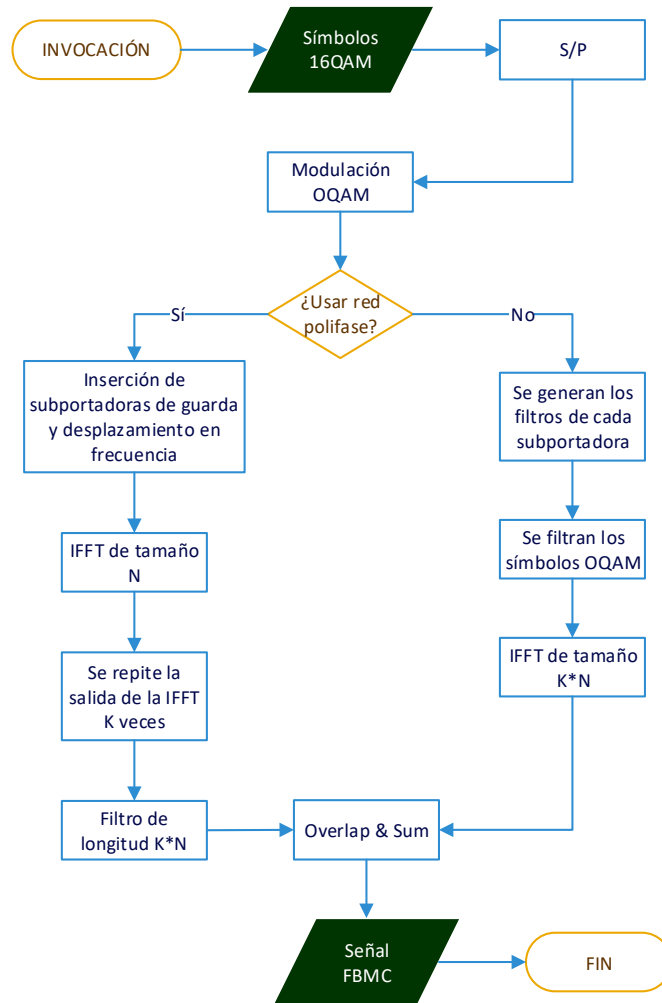 INVOCACIÓN
Símbolos
16QAM
S/P
Modulación
OQAM
¿Usar red
polifase?
Sí
No
Inserción de
subportadoras de guarda
y desplazamiento en
frecuencia
IFFT de tamaño
N
Se repite la
salida de la IFFT
K veces
Filtro de
longitud K*N
Se generan los
filtros de cada
subportadora
Se filtran los
símbolos OQAM
IFFT de tamaño
K*N
Overlap & Sum
Señal
FBMC
FIN